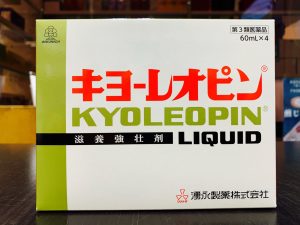 第3類医薬品
60mL×4
キヨーレオピン®
KYOLEOPIN®
滋養強壮剤 LIQUID
湧永製薬株式会社